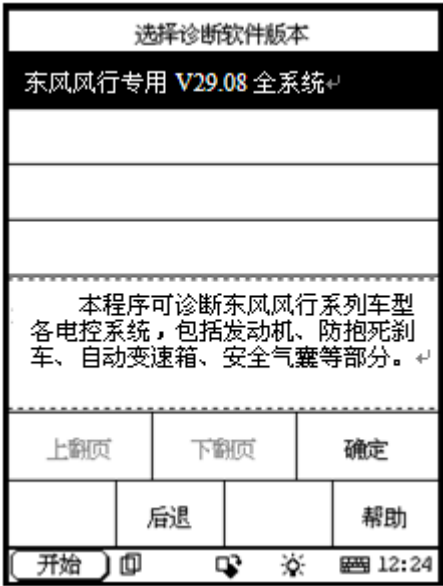 选择诊断软件版本
东风风行专用 V29.08 全系统↵
本程序可诊断东风风行系列车型
各电控系统，包括发动机、防抱死刹
车、自动变速箱、安全气囊等部分。↵
上翻页 下翻页 确定
后退 帮助
开始 12:24